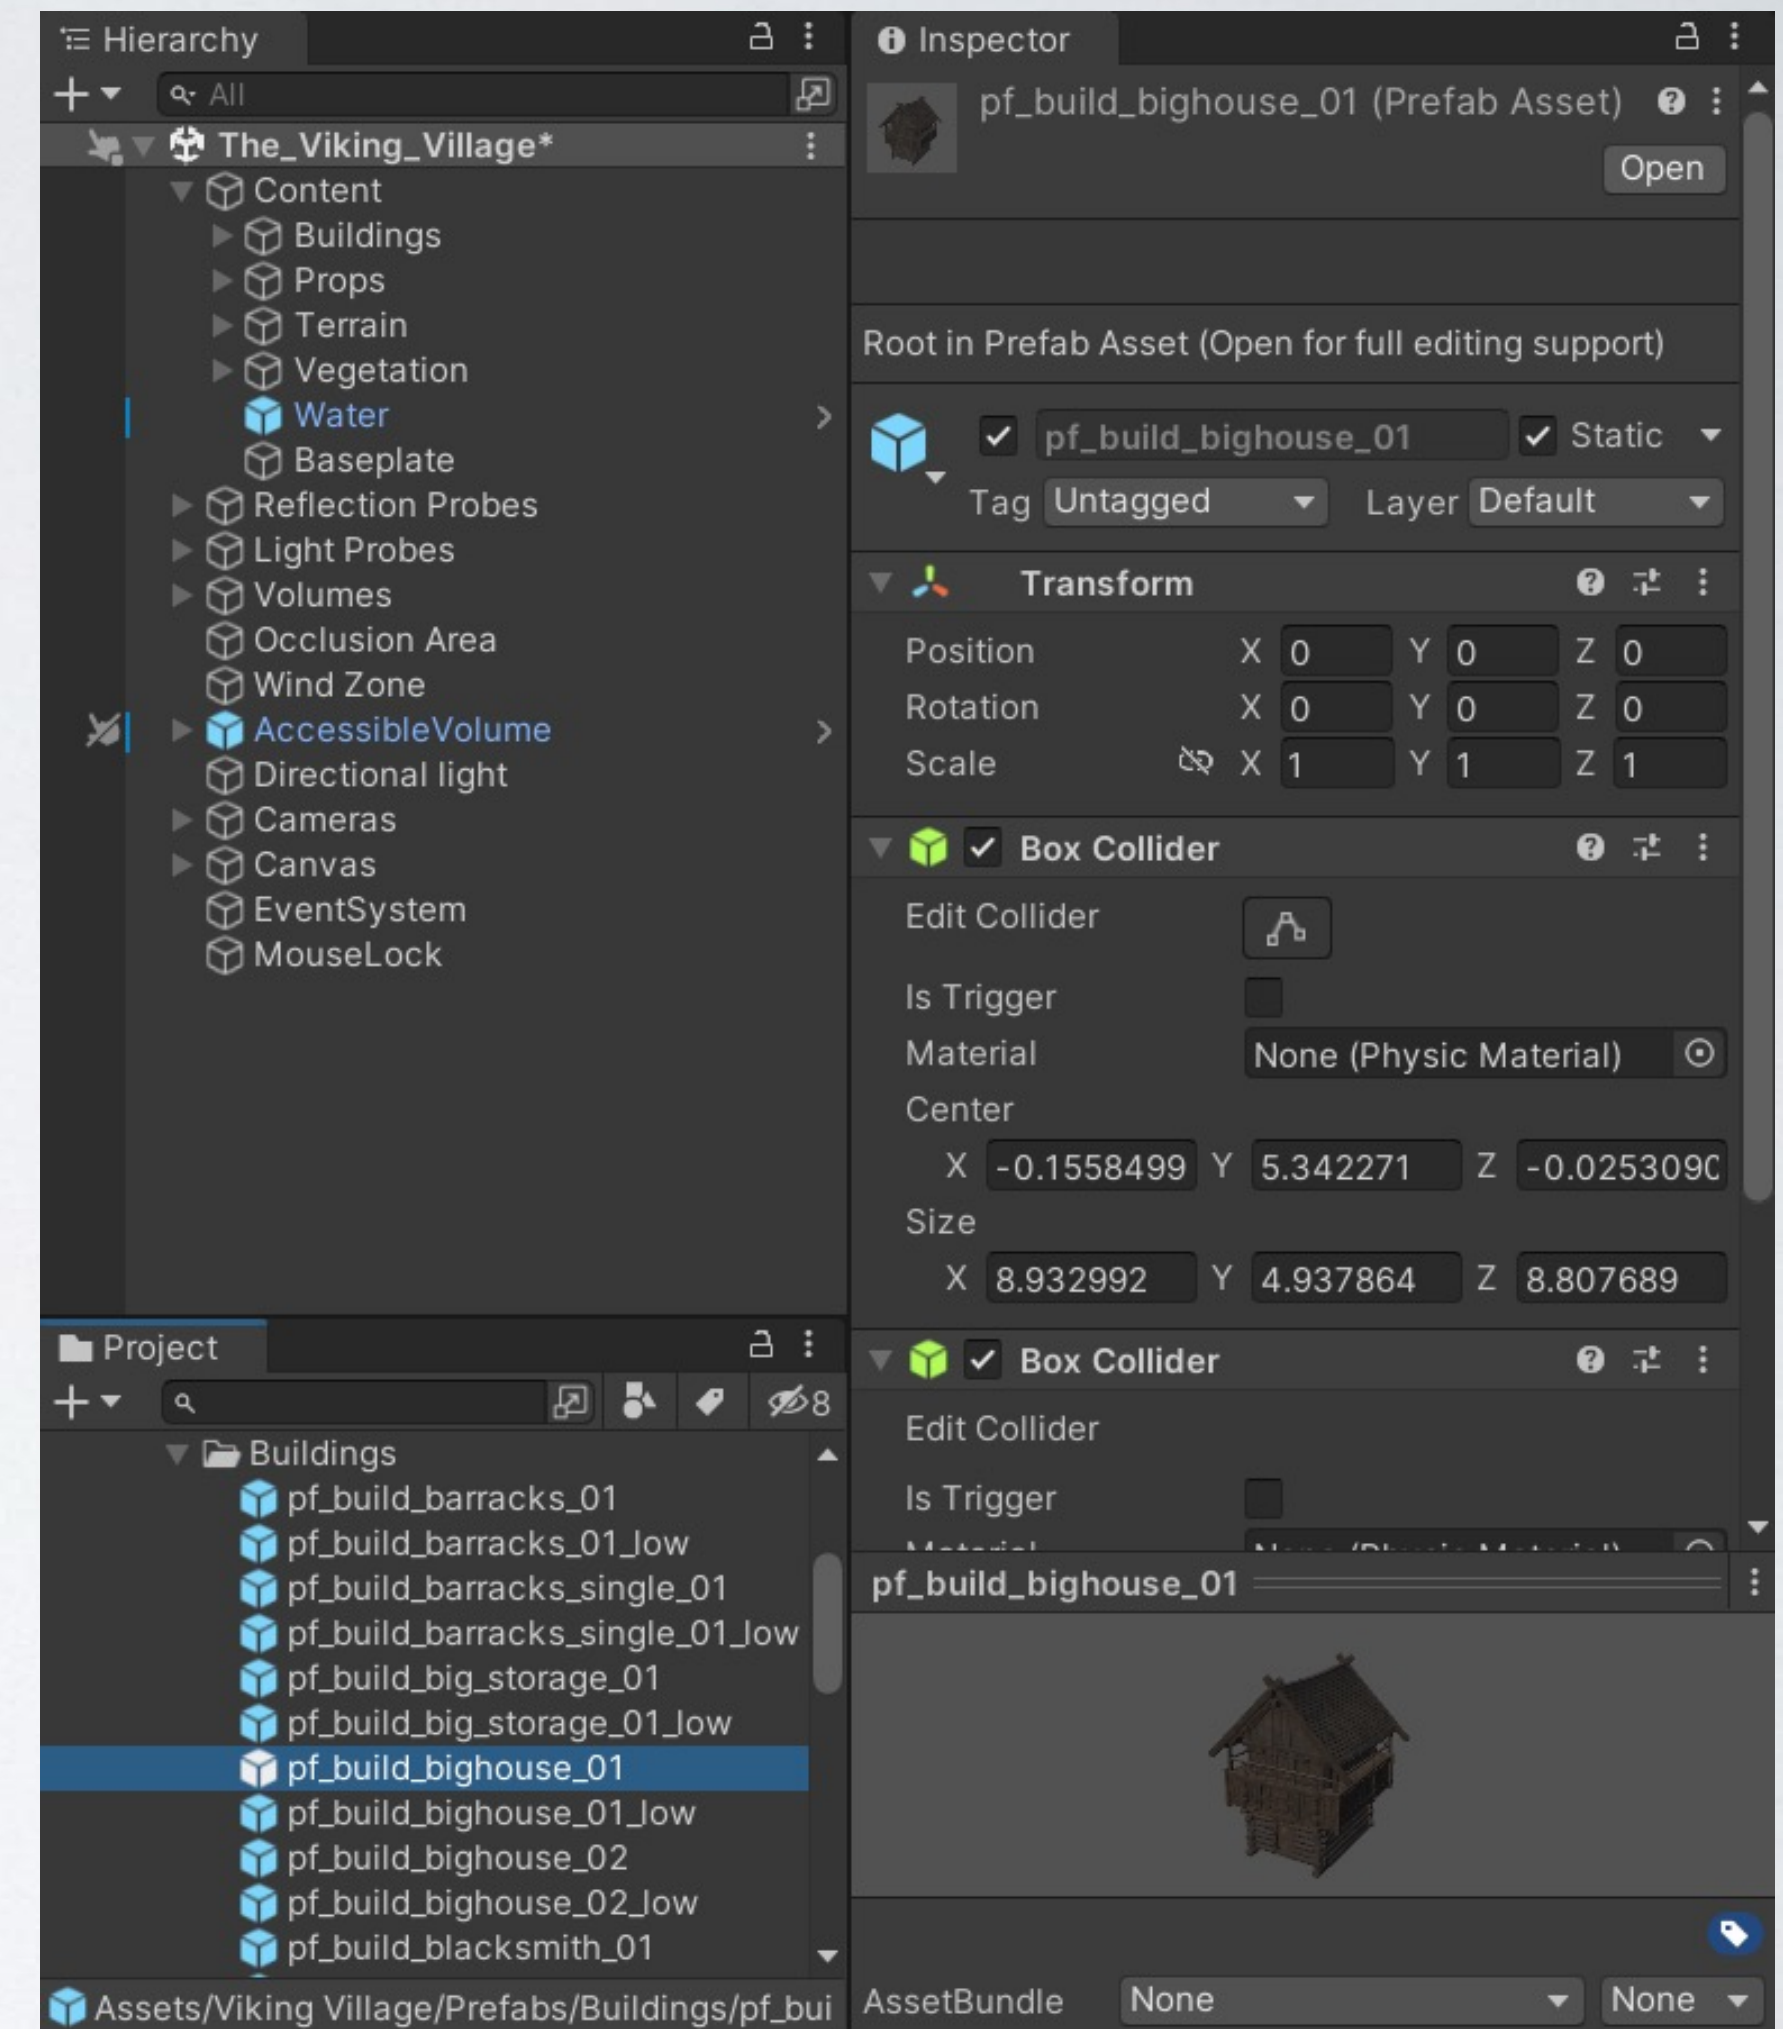 Hierarchy
All
The_Viking_Village*
Content
Buildings
Props
Terrain
Vegetation
Water
Baseplate
Reflection Probes
Light Probes
Volumes
Occlusion Area
Wind Zone
AccessibleVolume
Directional light
Cameras
Canvas
EventSystem
MouseLock
Project
8
Buildings
pf_build_barracks_01
pf_build_barracks_01_low
pf_build_barracks_single_01
pf_build_barracks_single_01_low
pf_build_big_storage_01
pf_build_big_storage_01_low
pf_build_bighouse_01
pf_build_bighouse_01_low
pf_build_bighouse_02
pf_build_bighouse_02_low
pf_build_blacksmith_01
Assets/Viking Village/Prefabs/Buildings/pf_bui
Inspector
pf_build_bighouse_01 (Prefab Asset)
Open
Root in Prefab Asset (Open for full editing support)
pf_build_bighouse_01 Static
Tag Untagged Layer Default
Transform
Position X 0 Y 0 Z 0
Rotation X 0 Y 0 Z 0
Scale X 1 Y 1 Z 1
Box Collider
Edit Collider
Is Trigger
Material None (Physic Material)
Center
X -0.1558499 Y 5.342271 Z -0.0253090
Size
X 8.932992 Y 4.937864 Z 8.807689
Box Collider
Edit Collider
Is Trigger
Material None (Physic Material)
pf_build_bighouse_01
AssetBundle None None